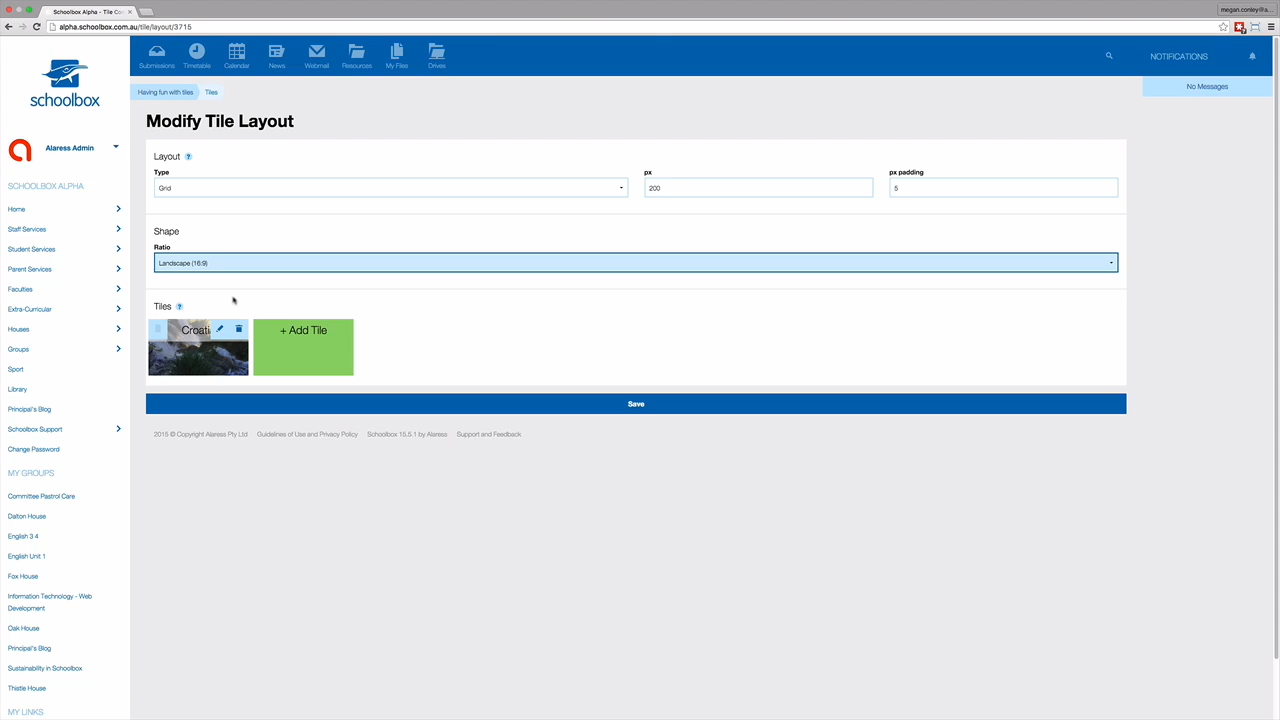 Schoolbox Alpha - Tile Co
megan.conley@a...
alpha.schoolbox.com.au/tile/layout/3715
schoolbox
Submissions
Timetable
Calendar
News
Webmail
Resources
My Files
Drives
NOTIFICATIONS
No Messages
Having fun with tiles
Tiles
Alaress Admin
SCHOOLBOX ALPHA
Home
Staff Services
Student Services
Parent Services
Faculties
Extra-Curricular
Houses
Groups
Sport
Library
Principal's Blog
Schoolbox Support
Change Password
MY GROUPS
Committee Pastrol Care
Dalton House
English 3 4
English Unit 1
Fox House
Information Technology - Web
Development
Oak House
Principal's Blog
Sustainability in Schoolbox
Thistle House
MY LINKS
Modify Tile Layout
Layout ?
Type
px
px padding
Grid
200
5
Shape
Ratio
Landscape (16:9)
Tiles ?
Croati
+ Add Tile
Save
2015 © Copyright Alaress Pty Ltd
Guidelines of Use and Privacy Policy
Schoolbox 15.5.1 by Alaress
Support and Feedback